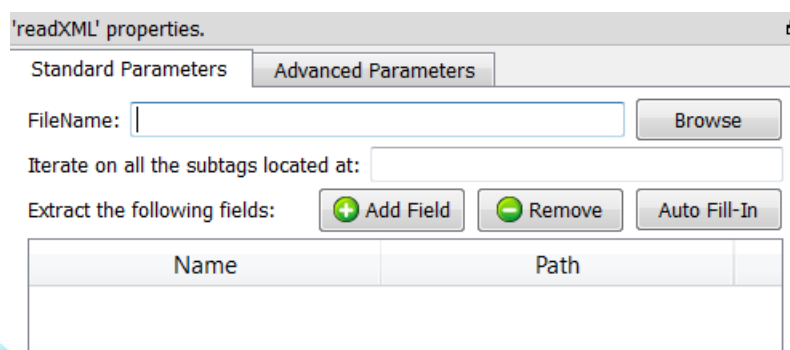 'readXML' properties.
Standard Parameters Advanced Parameters
FileName: Browse
Iterate on all the subtags located at:
Extract the following fields: Add Field Remove Auto Fill-In
Name Path